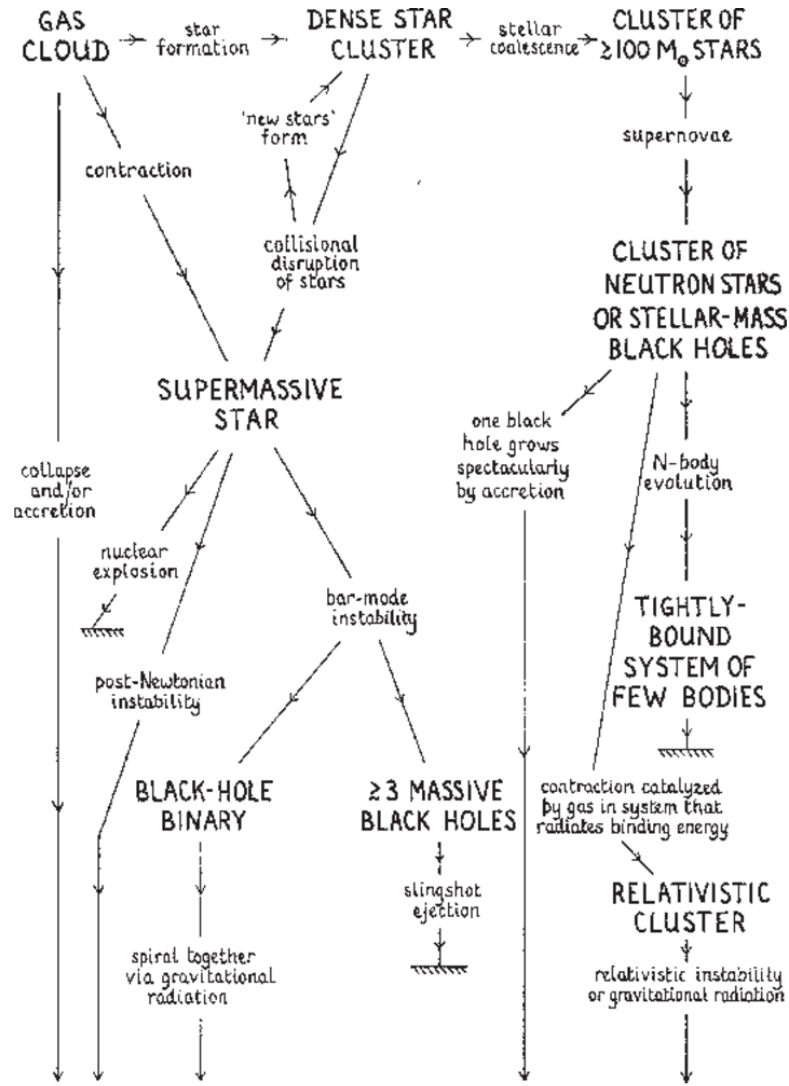 GAS
CLOUD
star
formation
DENSE STAR
CLUSTER
stellar
coalescence
CLUSTER OF
≥100 M⊙ STARS
'new stars'
form
contraction
supernovae
collisional
disruption
of stars
CLUSTER OF
NEUTRON STARS
OR STELLAR-MASS
BLACK HOLES
SUPERMASSIVE
STAR
one black
hole grows
spectacularly
by accretion
N-body
evolution
collapse
and/or
accretion
nuclear
explosion
bar-mode
instability
TIGHTLY-
BOUND
SYSTEM OF
FEW BODIES
post-Newtonian
instability
BLACK-HOLE
BINARY
≥3 MASSIVE
BLACK HOLES
contraction catalyzed
by gas in system that
radiates binding energy
slingshot
ejection
RELATIVISTIC
CLUSTER
spiral together
via gravitational
radiation
relativistic instability
or gravitational radiation